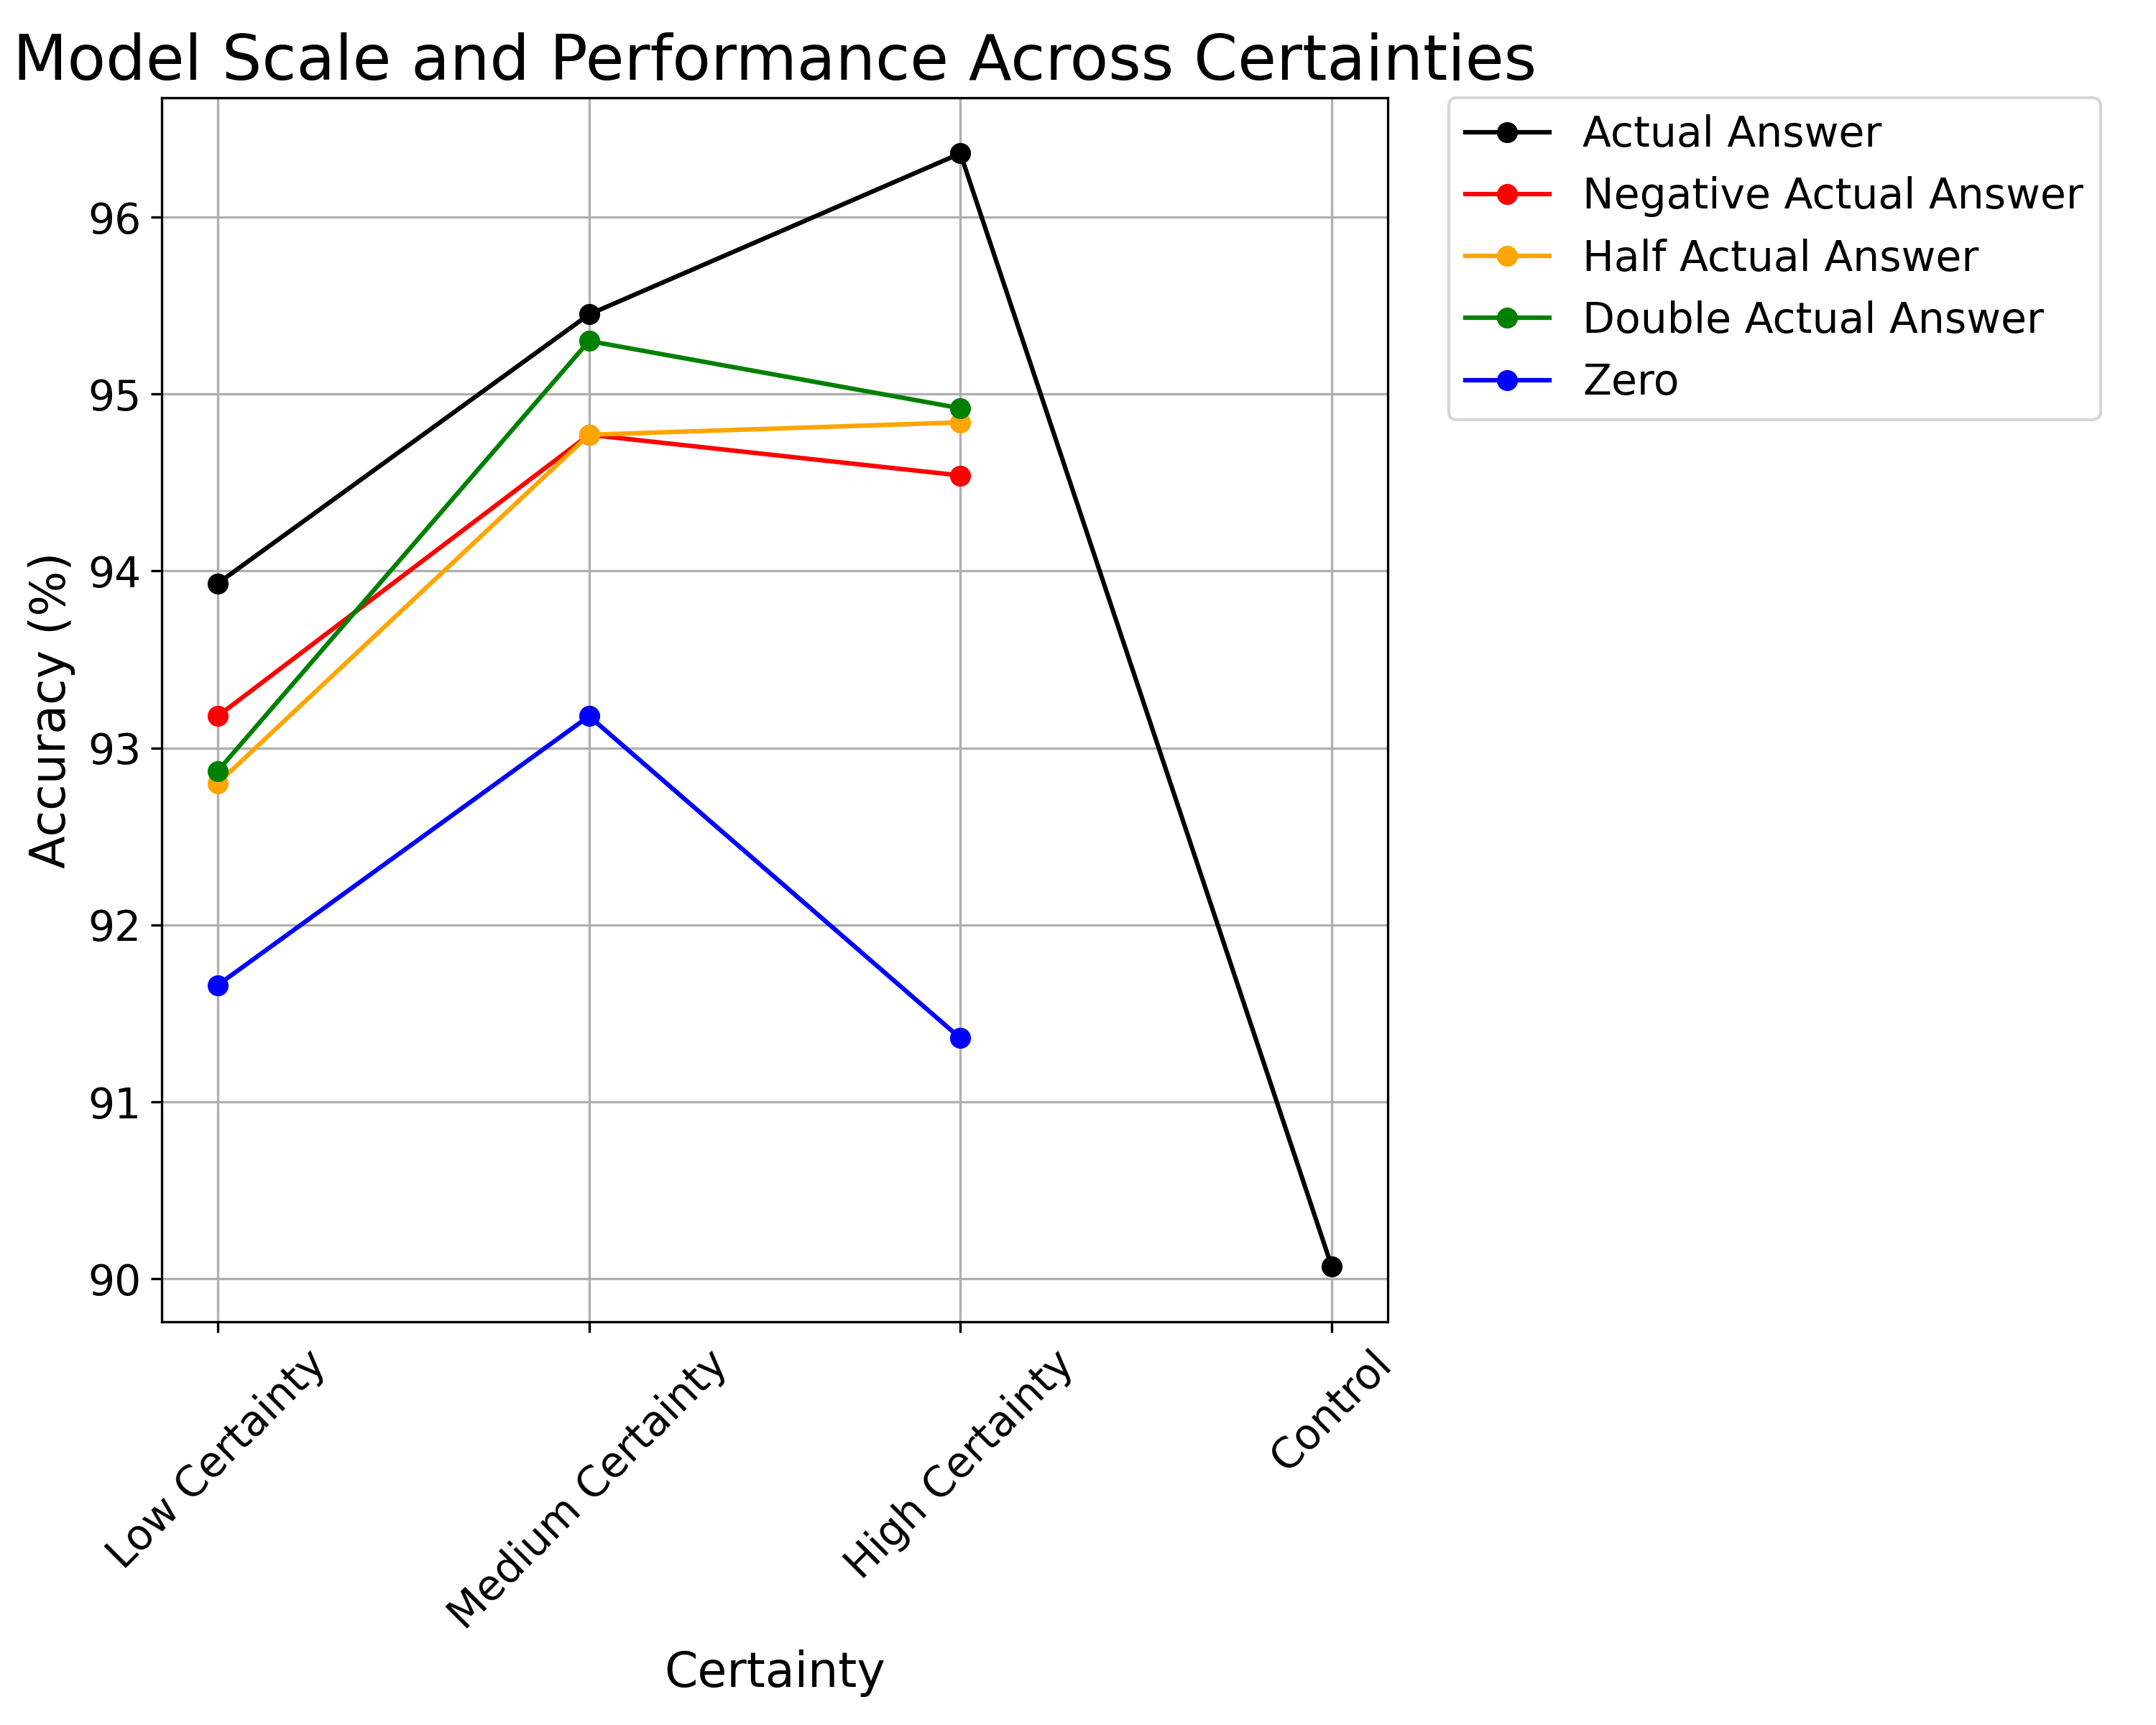 Model Scale and Performance Across Certainties
Actual Answer
Negative Actual Answer
Half Actual Answer
Double Actual Answer
Zero
Accuracy (%)
96
95
94
93
92
91
90
Low Certainty
Medium Certainty
High Certainty
Control
Certainty